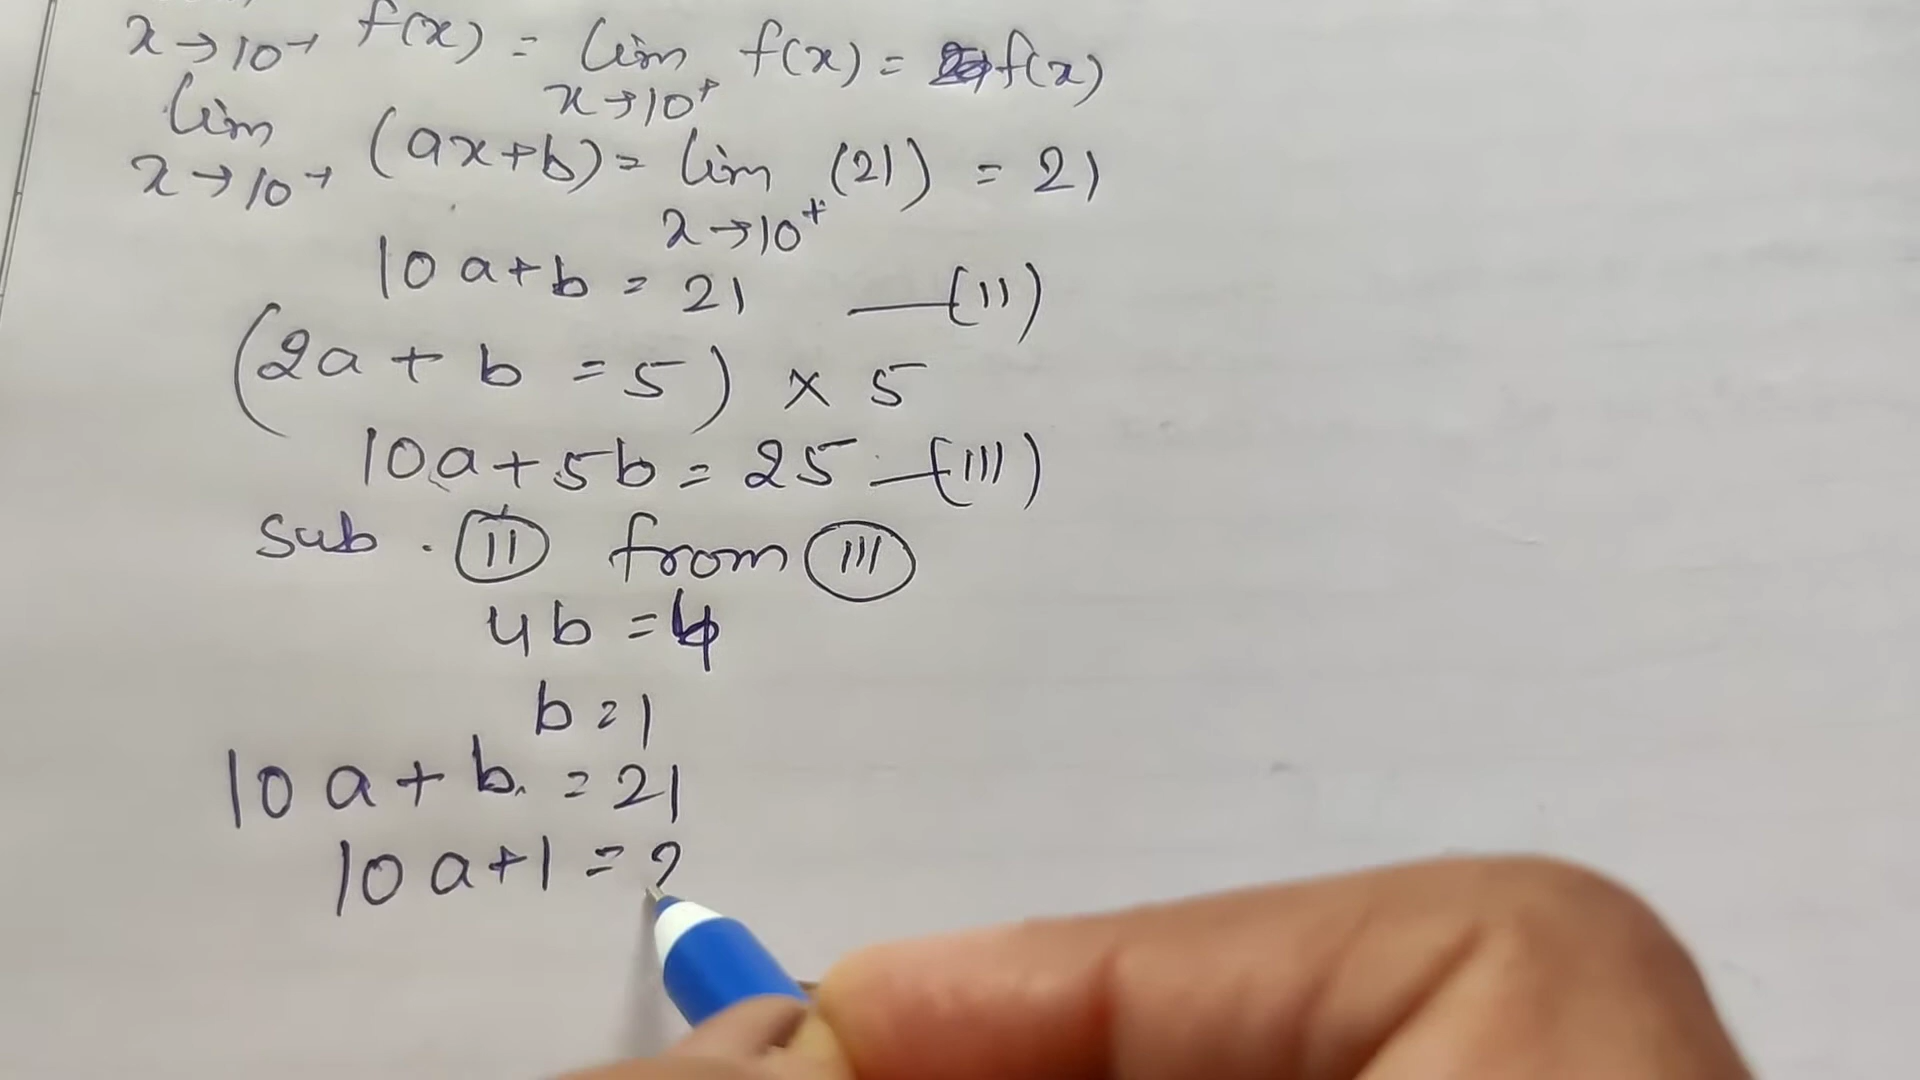 x→10⁻ f(x) = lim x→10⁺ f(x) = f(x)
lim x→10⁻ (ax+b) = lim x→10⁺ (21) = 21
10a+b = 21 —(II)
(2a + b = 5) × 5
10a+5b = 25 —(III)
Sub. (II) from (III)
4b = 4
b = 1
10a + b = 21
10a+1 = 2